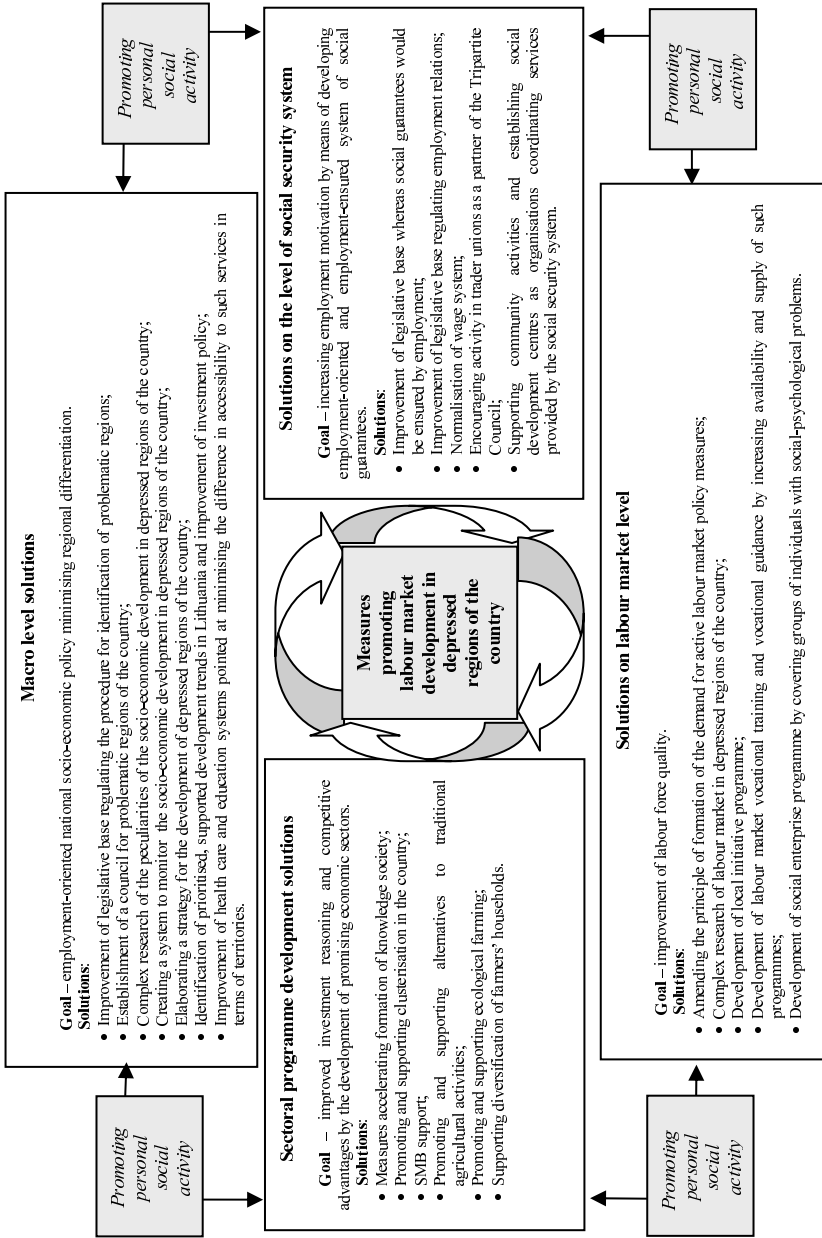 Promoting
personal
social
activity
Macro level solutions
Goal – employment-oriented national socio-economic policy minimising regional differentiation.
Solutions:
• Improvement of legislative base regulating the procedure for identification of problematic regions;
• Establishment of a council for problematic regions of the country;
• Complex research of the peculiarities of the socio-economic development in depressed regions of the country;
• Creating a system to monitor the socio-economic development in depressed regions of the country;
• Elaborating a strategy for the development of depressed regions of the country;
• Identification of prioritised, supported development trends in Lithuania and improvement of investment policy;
• Improvement of health care and education systems pointed at minimising the difference in accessibility to such services in
terms of territories.
Promoting
personal
social
activity
Sectoral programme development solutions
Goal – improved investment reasoning and competitive
advantages by the development of promising economic sectors.
Solutions:
• Measures accelerating formation of knowledge society;
• Promoting and supporting clusterisation in the country;
• SMB support;
• Promoting and supporting alternatives to traditional
agricultural activities;
• Promoting and supporting ecological farming;
• Supporting diversification of farmers’ households.
Measures
promoting
labour market
development in
depressed
regions of the
country
Solutions on the level of social security system
Goal – increasing employment motivation by means of developing
employment-oriented and employment-ensured system of social
guarantees.
Solutions:
• Improvement of legislative base whereas social guarantees would
be ensured by employment;
• Improvement of legislative base regulating employment relations;
• Normalisation of wage system;
• Encouraging activity in trader unions as a partner of the Tripartite
Council;
• Supporting community activities and establishing social
development centres as organisations coordinating services
provided by the social security system.
Promoting
personal
social
activity
Solutions on labour market level
Goal – improvement of labour force quality.
Solutions:
• Amending the principle of formation of the demand for active labour market policy measures;
• Complex research of labour market in depressed regions of the country;
• Development of local initiative programme;
• Development of labour market vocational training and vocational guidance by increasing availability and supply of such
programmes;
• Development of social enterprise programme by covering groups of individuals with social-psychological problems.
Promoting
personal
social
activity